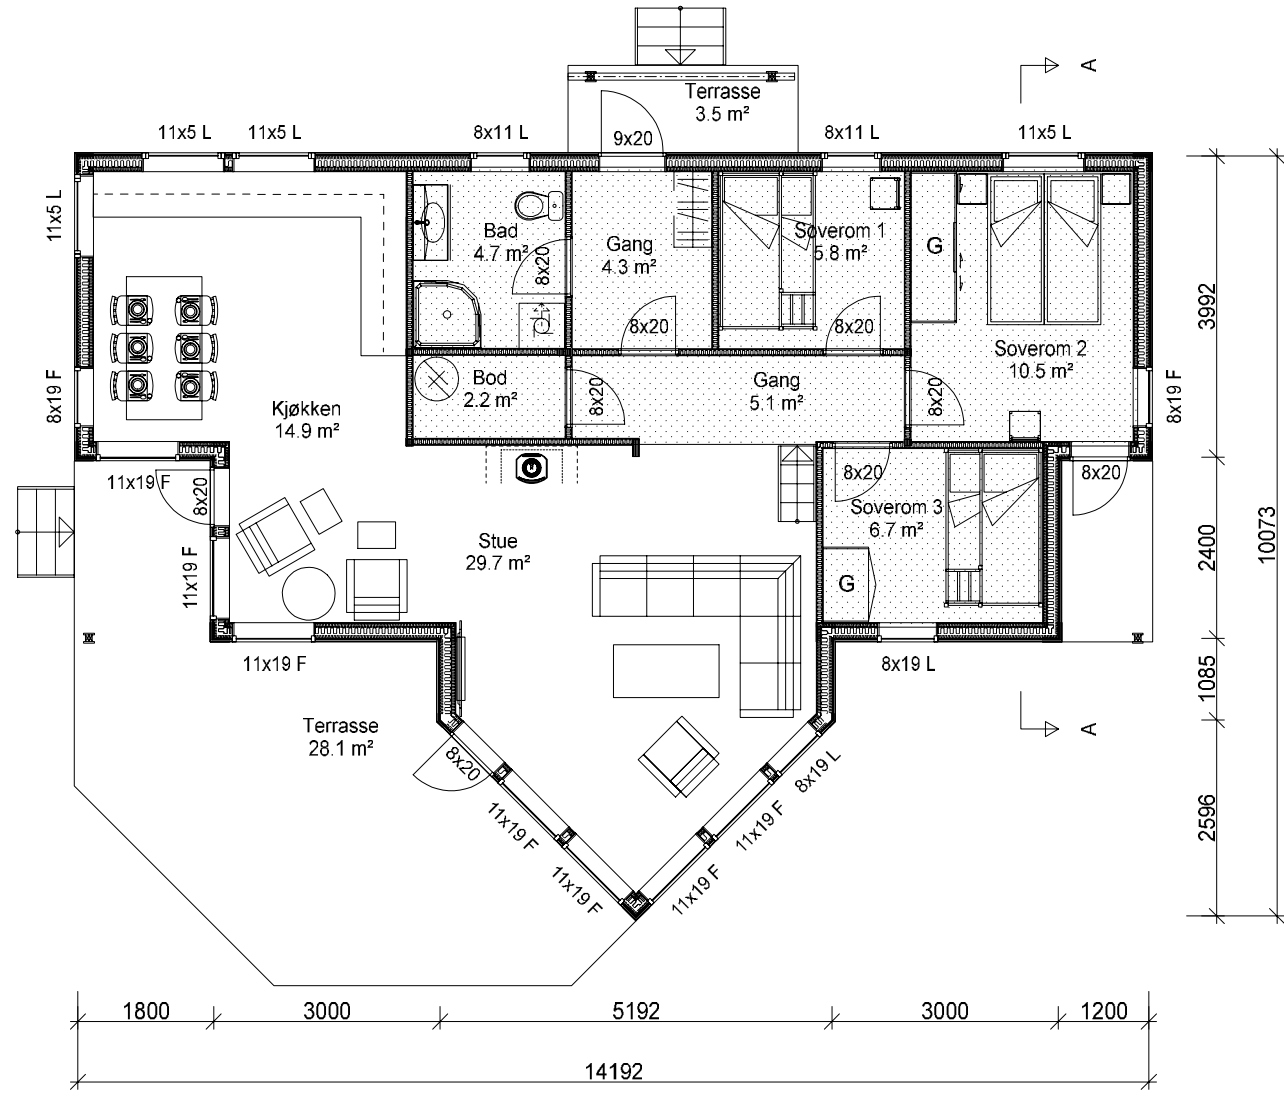 A
Terrasse
3.5 m²
11x5 L
11x5 L
8x11 L
9x20
8x11 L
11x5 L
11x5 L
Bad
4.7 m²
8x20
Gang
4.3 m²
8x20
Soverom 1
5.8 m²
8x20
G
Soverom 2
10.5 m²
8x20
3992
8x19 F
Kjøkken
14.9 m²
Bod
2.2 m²
8x20
Gang
5.1 m²
8x19 F
11x19 F
8x20
8x20
8x20
Soverom 3
6.7 m²
G
Stue
29.7 m²
11x19 F
2400
10073
11x19 F
8x19 L
1085
Terrasse
28.1 m²
8x20
8x19 L
A
11x19 F
11x19 F
11x19 F
11x19 F
2596
1800
3000
5192
3000
1200
14192